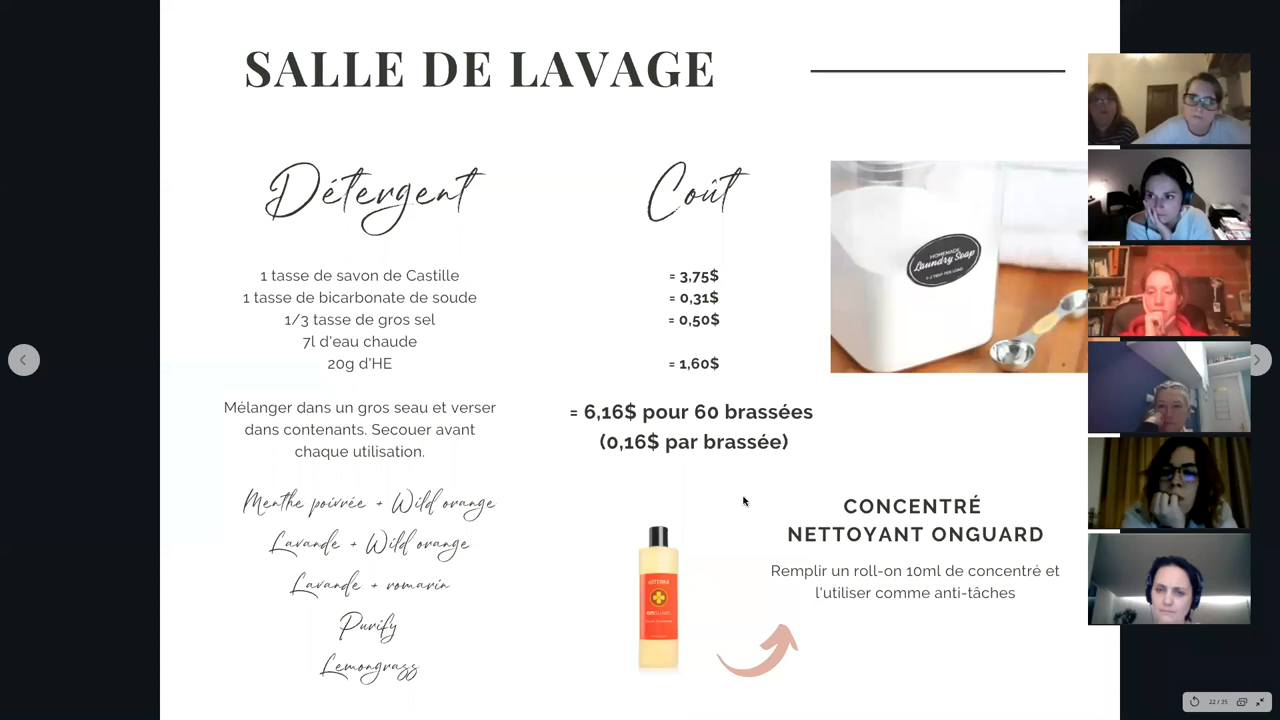 SALLE DE LAVAGE
Détergent
1 tasse de savon de Castille
1 tasse de bicarbonate de soude
1/3 tasse de gros sel
7l d'eau chaude
20g d'HE
Mélanger dans un gros seau et verser
dans contenants. Secouer avant
chaque utilisation.
Menthe poivrée + Wild orange
Lavande + Wild orange
Lavande + romarin
Purify
Lemongrass
Coût
= 3,75$
= 0,31$
= 0,50$
= 1,60$
= 6,16$ pour 60 brassées
(0,16$ par brassée)
HOMEMADE
Laundry Soap
dōTERRA
onGUARD
CONCENTRÉ
NETTOYANT ONGUARD
Remplir un roll-on 10ml de concentré et
l'utiliser comme anti-tâches
22 / 35